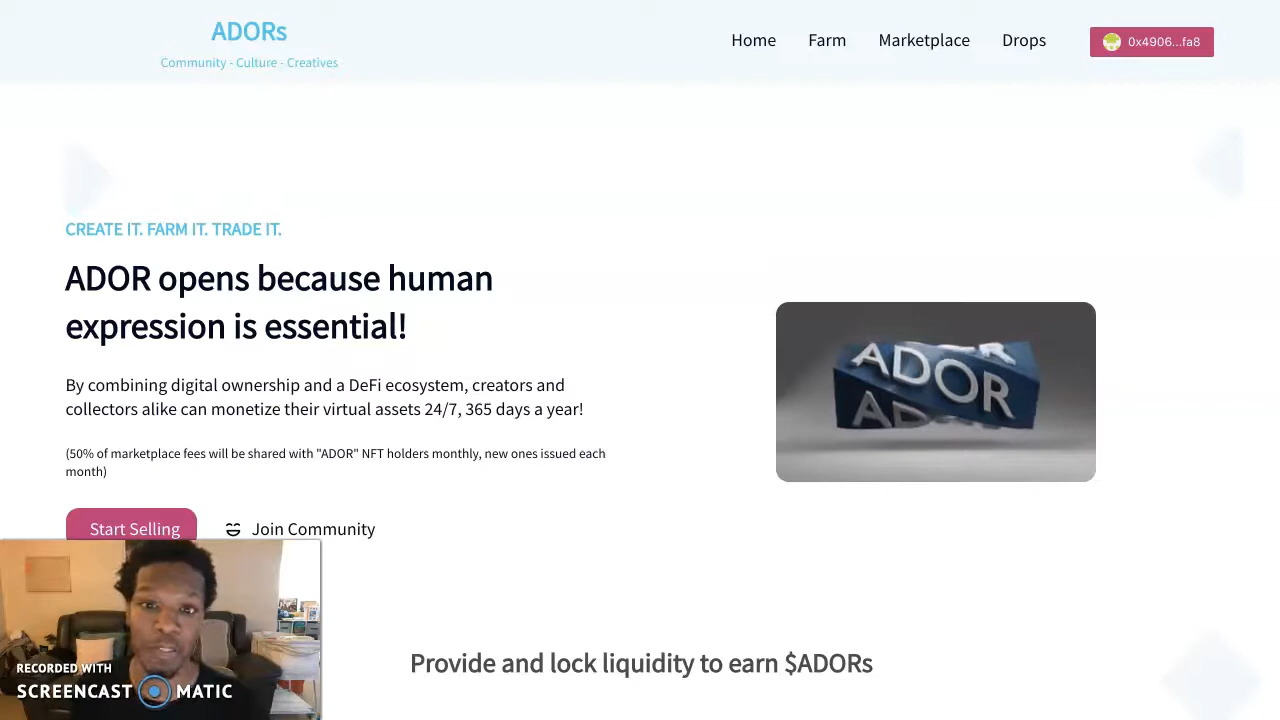 ADORs
Community - Culture - Creatives
Home
Farm
Marketplace
Drops
0x4906...fa8
CREATE IT. FARM IT. TRADE IT.
ADOR opens because human
expression is essential!
By combining digital ownership and a DeFi ecosystem, creators and
collectors alike can monetize their virtual assets 24/7, 365 days a year!
(50% of marketplace fees will be shared with "ADOR" NFT holders monthly, new ones issued each
month)
Start Selling
Join Community
ADOR
Provide and lock liquidity to earn $ADORs
RECORDED WITH
SCREENCAST MATIC